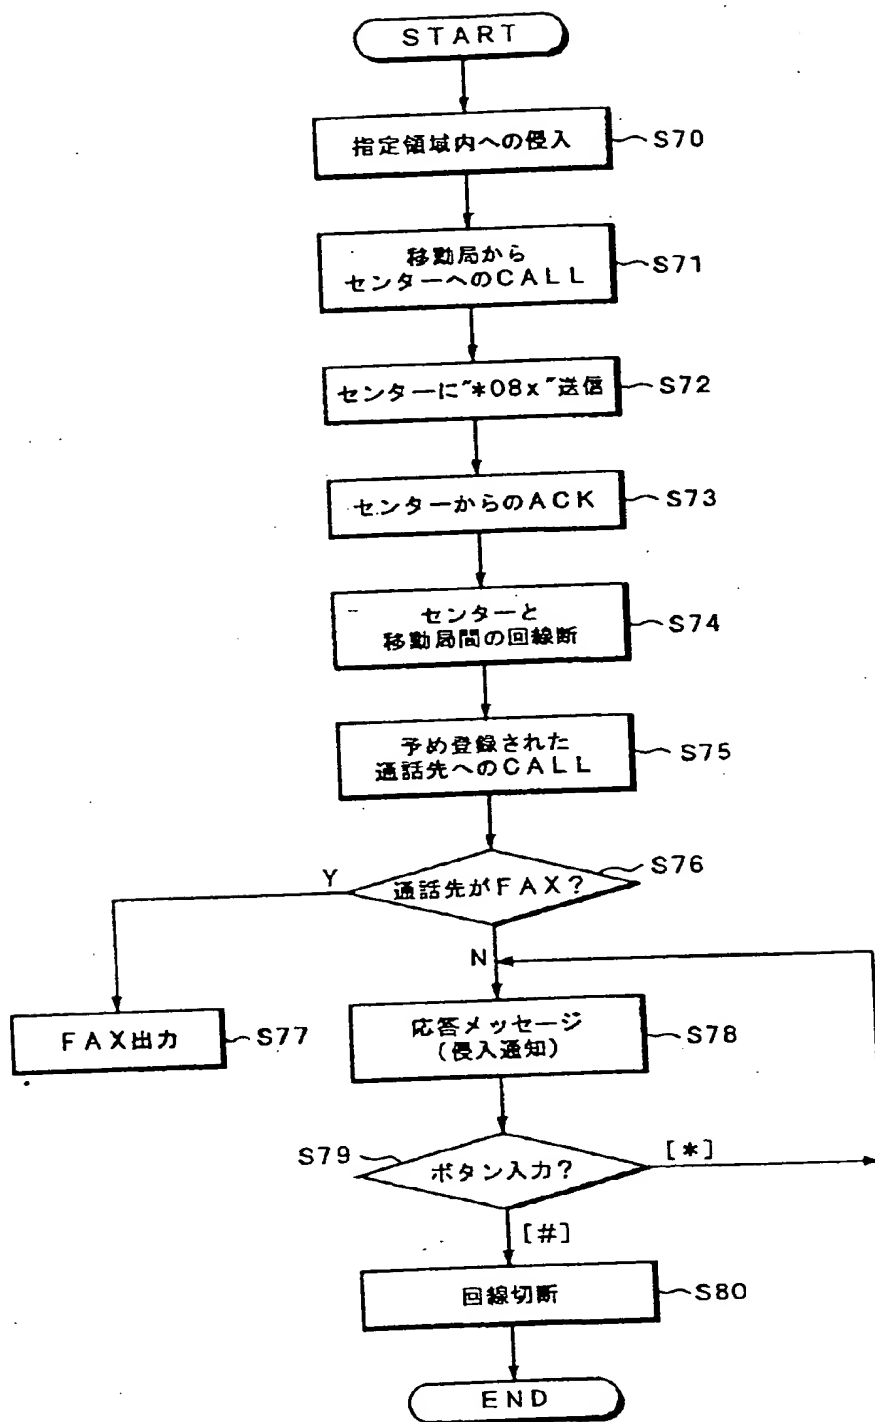 START
指定領域内への侵入
S70
移動局から
センターへのCALL
S71
センターに"*08x"送信
S72
センターからのACK
S73
センターと
移動局間の回線断
S74
予め登録された
通話先へのCALL
S75
通話先がFAX?
S76
Y
N
FAX出力
S77
応答メッセージ
(侵入通知)
S78
S79
ボタン入力?
[*]
[#]
回線切断
S80
END